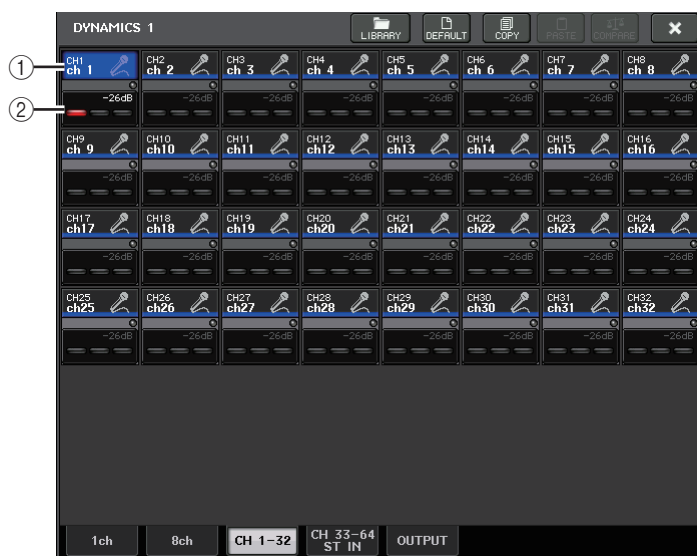 DYNAMICS 1
LIBRARY DEFAULT COPY PASTE COMPARE
①
CH1 CH2 CH3 CH4 CH5 CH6 CH7 CH8
ch 1 ch 2 ch 3 ch 4 ch 5 ch 6 ch 7 ch 8
②
-26dB -26dB -26dB -26dB -26dB -26dB -26dB -26dB
CH9 CH10 CH11 CH12 CH13 CH14 CH15 CH16
ch 9 ch10 ch11 ch12 ch13 ch14 ch15 ch16
-26dB -26dB -26dB -26dB -26dB -26dB -26dB -26dB
CH17 CH18 CH19 CH20 CH21 CH22 CH23 CH24
ch17 ch18 ch19 ch20 ch21 ch22 ch23 ch24
-26dB -26dB -26dB -26dB -26dB -26dB -26dB -26dB
CH25 CH26 CH27 CH28 CH29 CH30 CH31 CH32
ch25 ch26 ch27 ch28 ch29 ch30 ch31 ch32
-26dB -26dB -26dB -26dB -26dB -26dB -26dB -26dB
1ch 8ch CH 1-32 CH 33-64 OUTPUT
ST IN